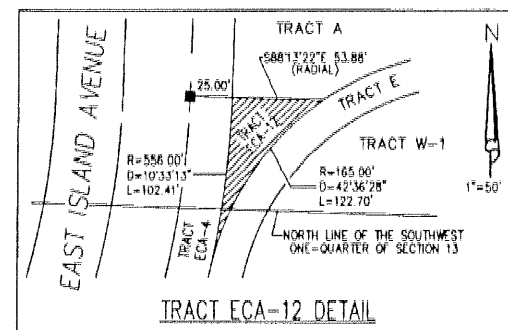 TRACT A
S88°13'22"E 53.88'
(RADIAL)
N
25.00'
TRACT E
TRACT
ECA-12
TRACT W-1
EAST ISLAND AVENUE
R=556.00'
D=10°33'13"
L=102.41'
R=165.00'
D=42°36'28"
L=122.70'
1"=50'
TRACT
ECA-4
NORTH LINE OF THE SOUTHWEST
ONE-QUARTER OF SECTION 13
TRACT ECA-12 DETAIL